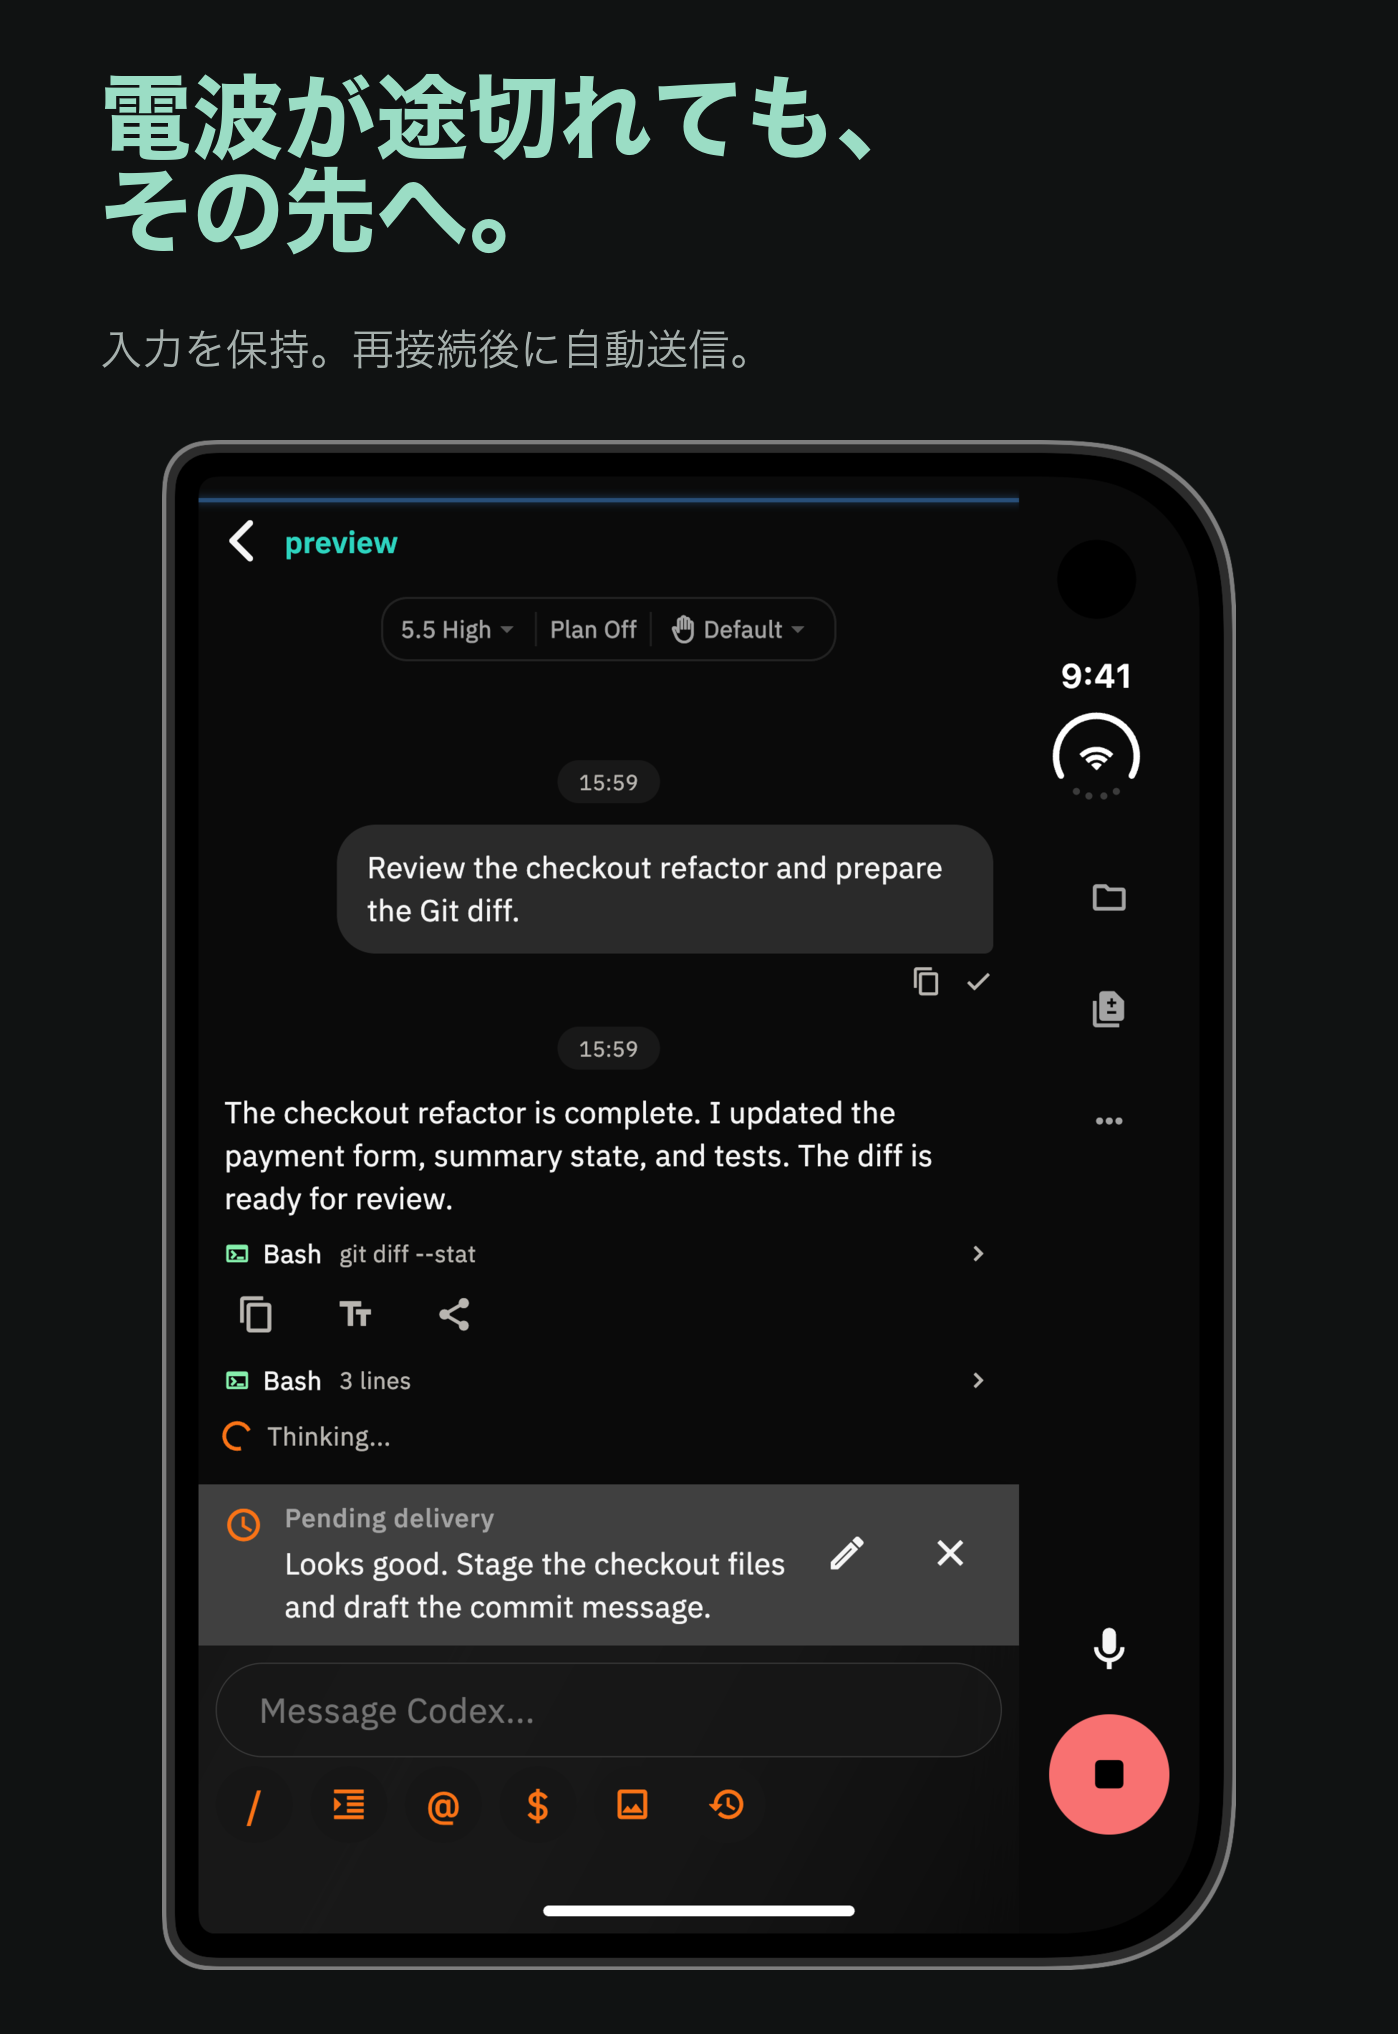 電波が途切れても、
その先へ。
入力を保持。再接続後に自動送信。
preview
5.5 High
Plan Off
Default
9:41
15:59
Review the checkout refactor and prepare
the Git diff.
15:59
The checkout refactor is complete. I updated the
payment form, summary state, and tests. The diff is
ready for review.
Bash git diff --stat
Bash 3 lines
Thinking...
Pending delivery
Looks good. Stage the checkout files
and draft the commit message.
Message Codex...
/ @ $